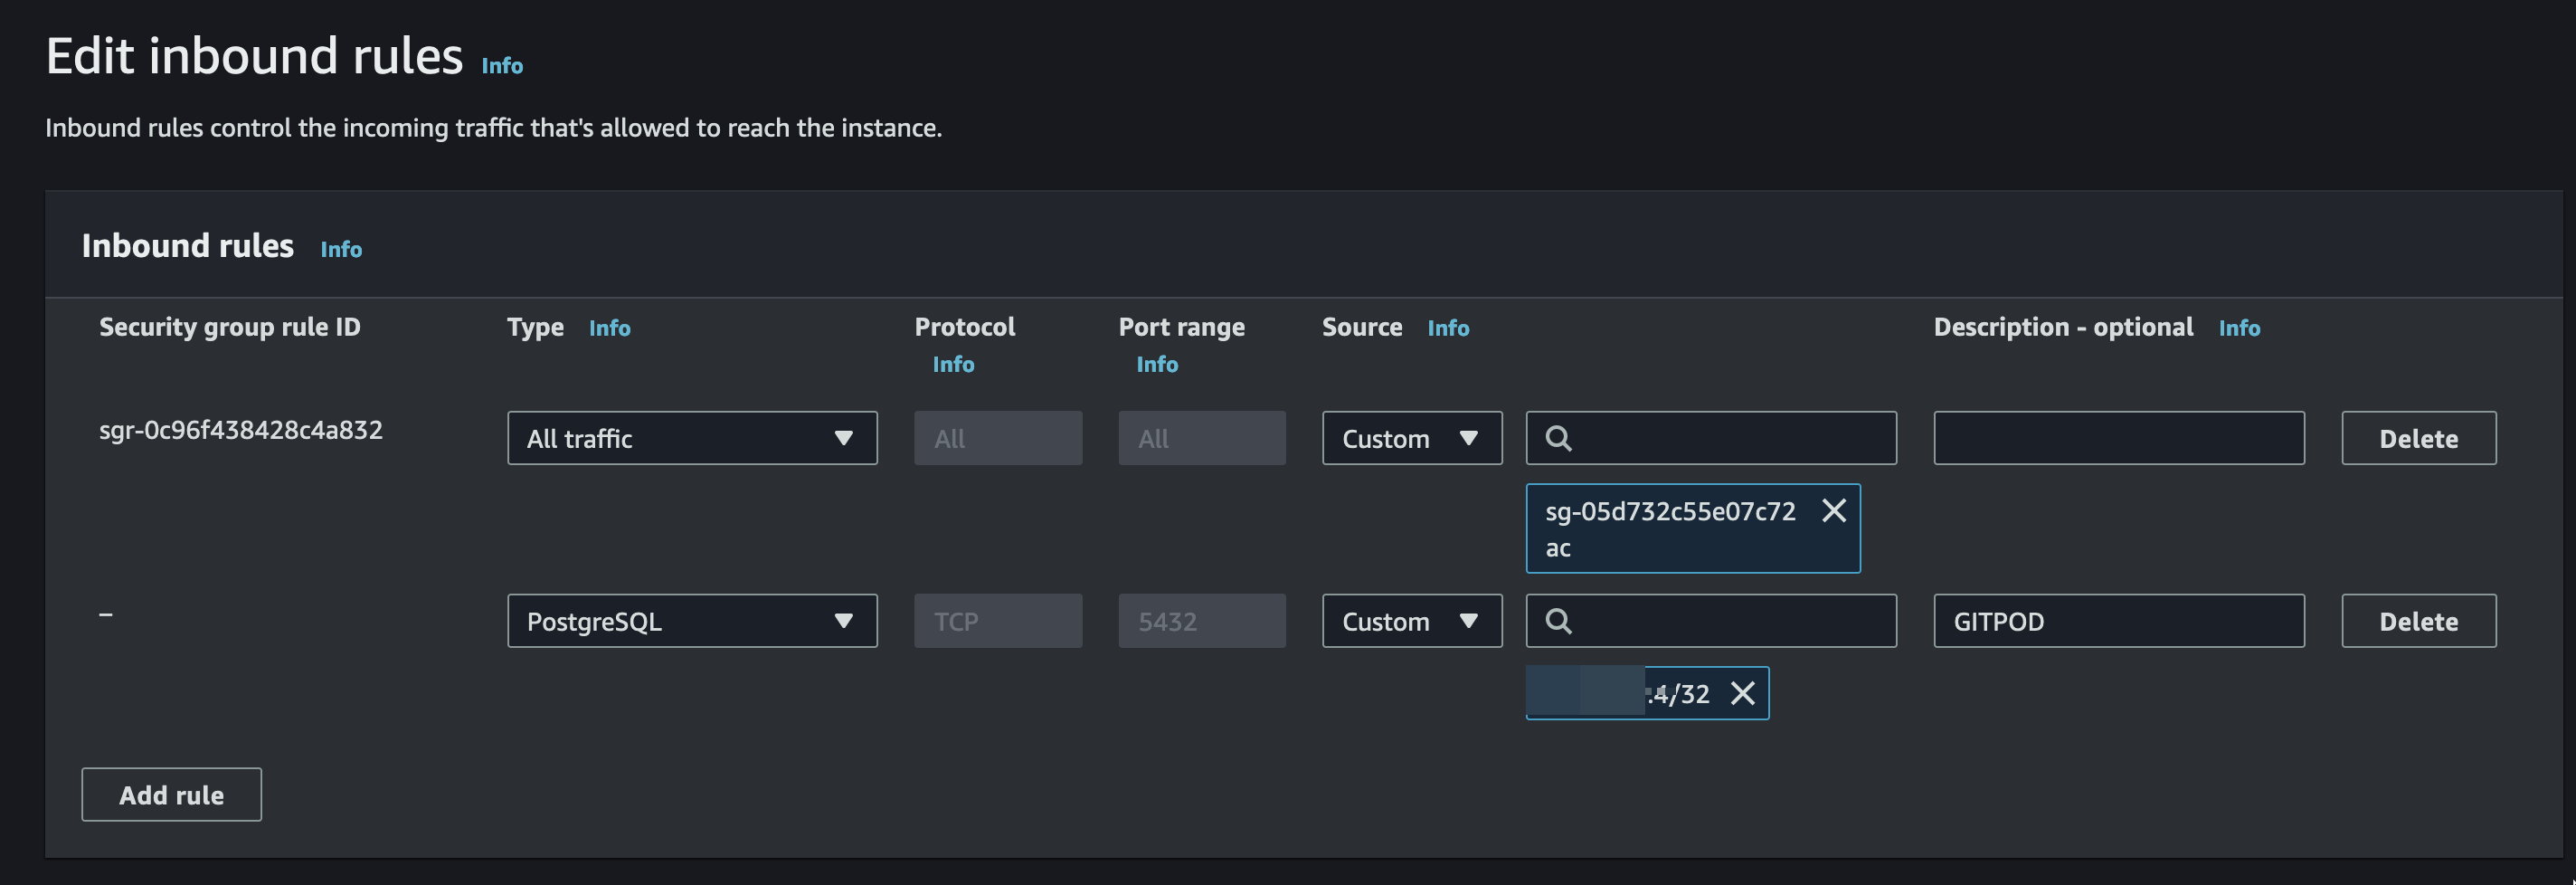 Edit inbound rules Info
Inbound rules control the incoming traffic that's allowed to reach the instance.
Inbound rules Info
Security group rule ID Type Info Protocol Info Port range Info Source Info Description - optional Info
sgr-0c96f438428c4a832 All traffic All All Custom Delete
sg-05d732c55e07c72
ac
– PostgreSQL TCP 5432 Custom GITPOD Delete
.4/32
Add rule